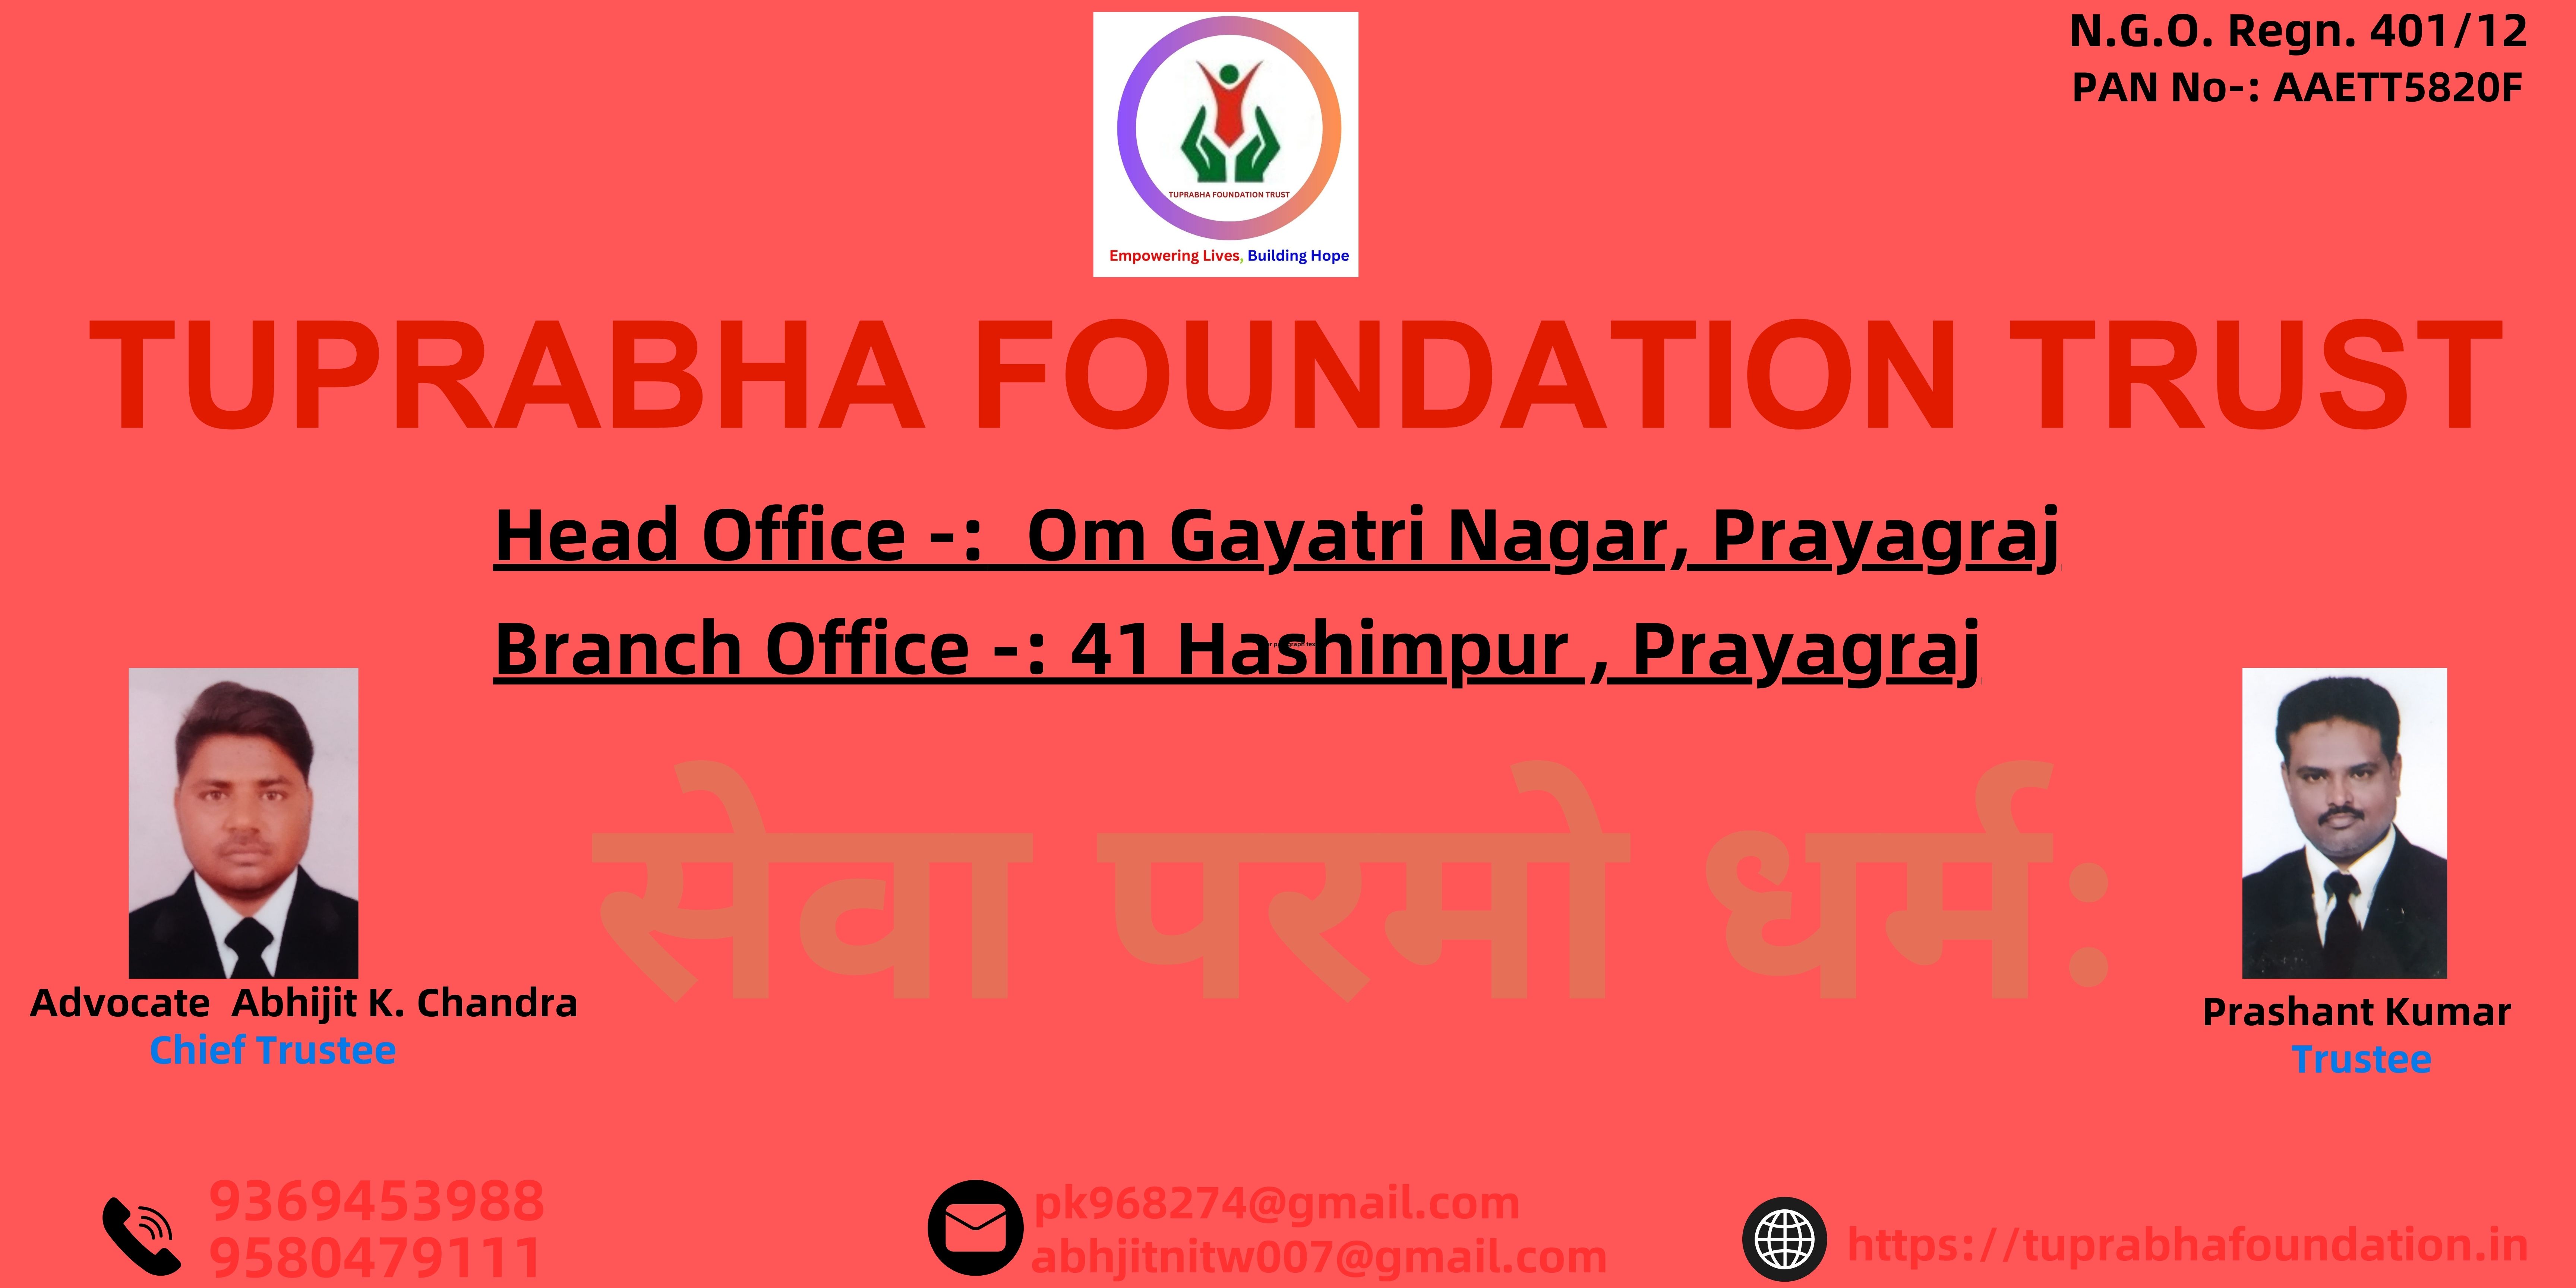 N.G.O. Regn. 401/12
PAN No-: AAETT5820F
TUPRABHA FOUNDATION TRUST
Empowering Lives, Building Hope
TUPRABHA FOUNDATION TRUST
Head Office -: Om Gayatri Nagar, Prayagraj
Branch Office -: 41 Hashimpur , Prayagraj
सेवा परमो धर्म:
Advocate Abhijit K. Chandra
Chief Trustee
Prashant Kumar
Trustee
9369453988
9580479111
pk968274@gmail.com
abhjitnitw007@gmail.com
https://tuprabhafoundation.in